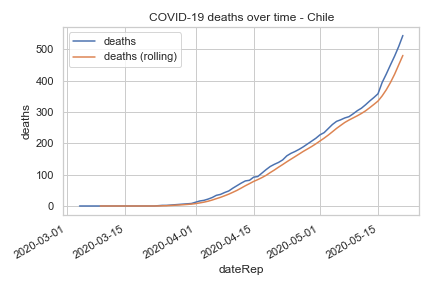 COVID-19 deaths over time - Chile
deaths
deaths (rolling)
deaths
500
400
300
200
100
0
2020-03-01
2020-03-15
2020-04-01
2020-04-15
2020-05-01
2020-05-15
dateRep